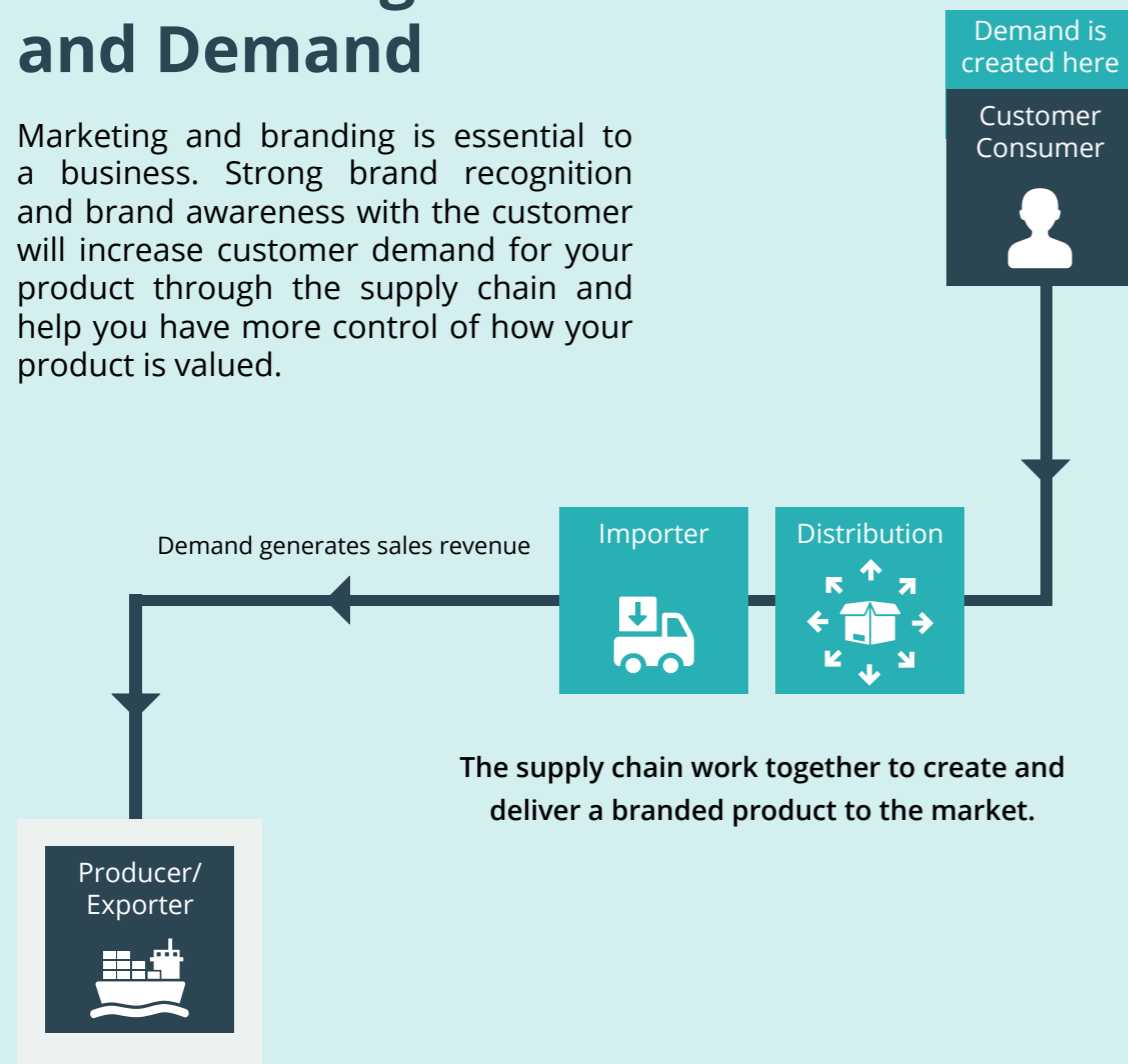 and Demand
Marketing and branding is essential to
a business. Strong brand recognition
and brand awareness with the customer
will increase customer demand for your
product through the supply chain and
help you have more control of how your
product is valued.
Demand is
created here
Customer
Consumer
Demand generates sales revenue
Importer
Distribution
The supply chain work together to create and
deliver a branded product to the market.
Producer/
Exporter